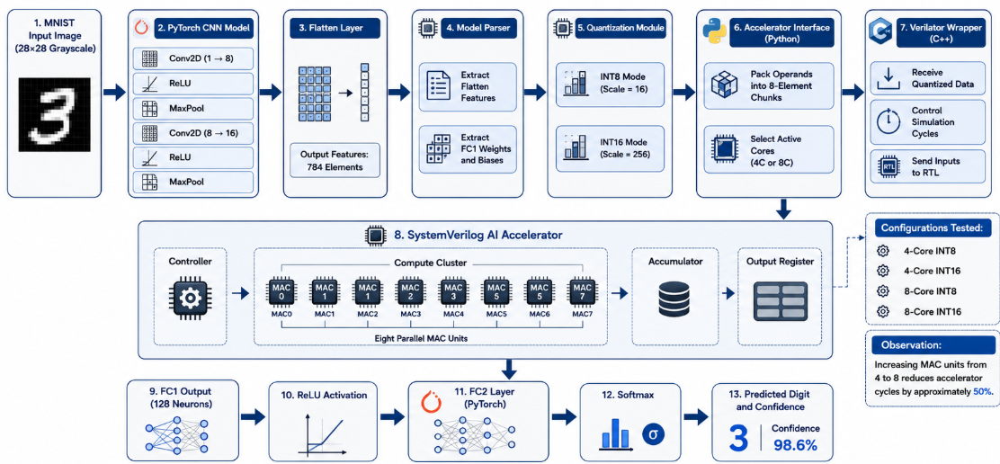 1. MNIST
Input Image
(28×28 Grayscale)
2. PyTorch CNN Model
Conv2D (1 → 8)
ReLU
MaxPool
Conv2D (8 → 16)
ReLU
MaxPool
3. Flatten Layer
Output Features:
784 Elements
4. Model Parser
Extract
Flatten
Features
Extract
FC1 Weights
and Biases
5. Quantization Module
INT8 Mode
(Scale = 16)
INT16 Mode
(Scale = 256)
6. Accelerator Interface
(Python)
Pack Operands
into 8-Element
Chunks
Select Active
Cores
(4C or 8C)
7. Verilator Wrapper
(C++)
Receive
Quantized Data
Control
Simulation
Cycles
RTL
Send Inputs
to RTL
8. SystemVerilog AI Accelerator
Controller
Compute Cluster
MAC 0
MAC 1
MAC 1
MAC 2
MAC 3
MAC 5
MAC 5
MAC 7
MAC0 MAC1 MAC2 MAC3 MAC4 MAC5 MAC6 MAC7
Eight Parallel MAC Units
Accumulator
Output Register
Configurations Tested:
4-Core INT8
4-Core INT16
8-Core INT8
8-Core INT16
Observation:
Increasing MAC units from
4 to 8 reduces accelerator
cycles by approximately 50%.
9. FC1 Output
(128 Neurons)
10. ReLU Activation
11. FC2 Layer
(PyTorch)
12. Softmax
σ
13. Predicted Digit
and Confidence
3
Confidence
98.6%